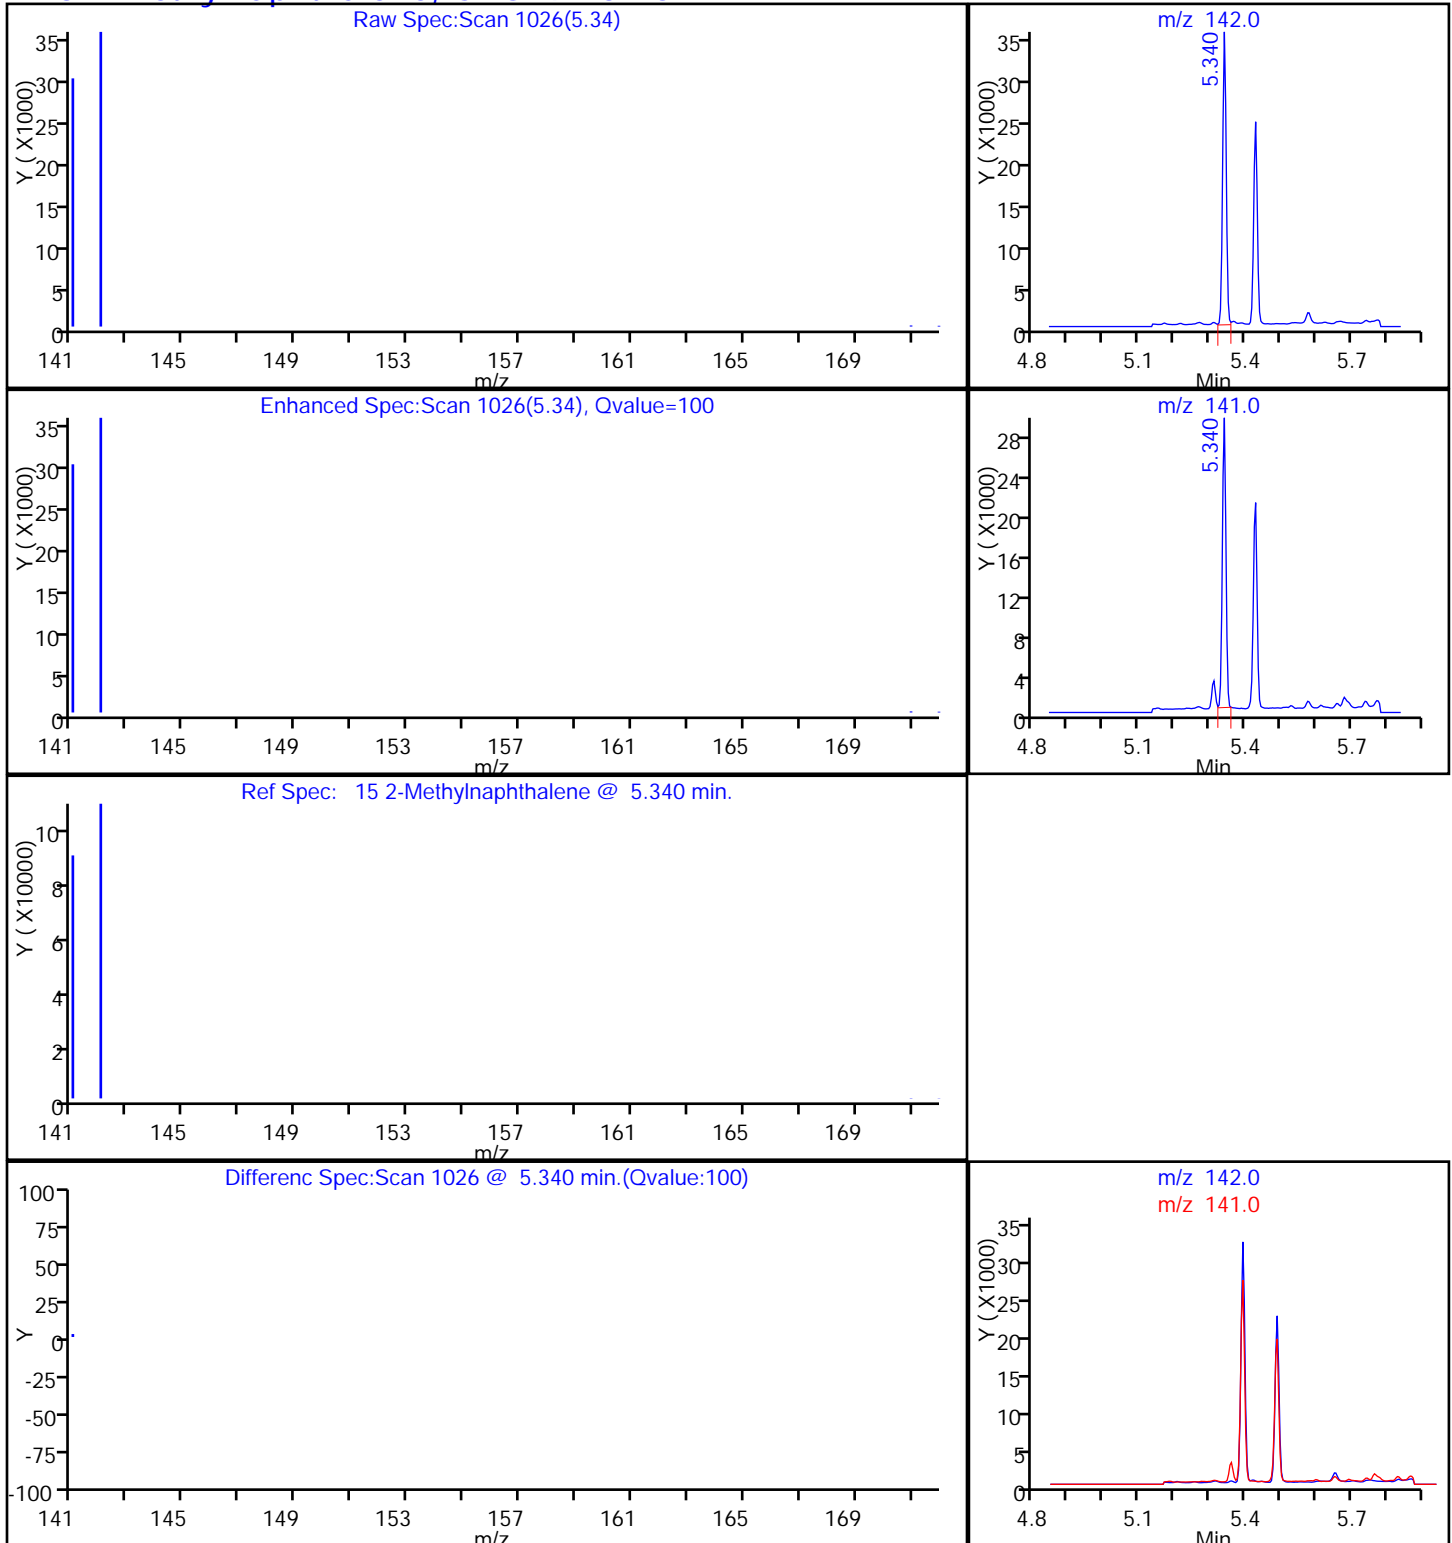 Raw Spec:Scan 1026(5.34)
Y ( X1000)
35
30
25
20
15
10
5
0
141 145 149 153 157 161 165 169
m/z
m/z 142.0
5.340
Y ( X1000)
35
30
25
20
15
10
5
0
4.8 5.1 5.4 5.7
Min
Enhanced Spec:Scan 1026(5.34), Qvalue=100
Y ( X1000)
35
30
25
20
15
10
5
0
141 145 149 153 157 161 165 169
m/z
m/z 141.0
5.340
Y ( X1000)
28
24
20
16
12
8
4
0
4.8 5.1 5.4 5.7
Min
Ref Spec: 15 2-Methylnaphthalene @ 5.340 min.
Y ( X10000)
10
8
6
4
2
0
141 145 149 153 157 161 165 169
m/z
Differenc Spec:Scan 1026 @ 5.340 min.(Qvalue:100)
Y
100
75
50
25
0
-25
-50
-75
-100
141 145 149 153 157 161 165 169
m/z
m/z 142.0
m/z 141.0
Y ( X1000)
35
30
25
20
15
10
5
0
4.8 5.1 5.4 5.7
Min